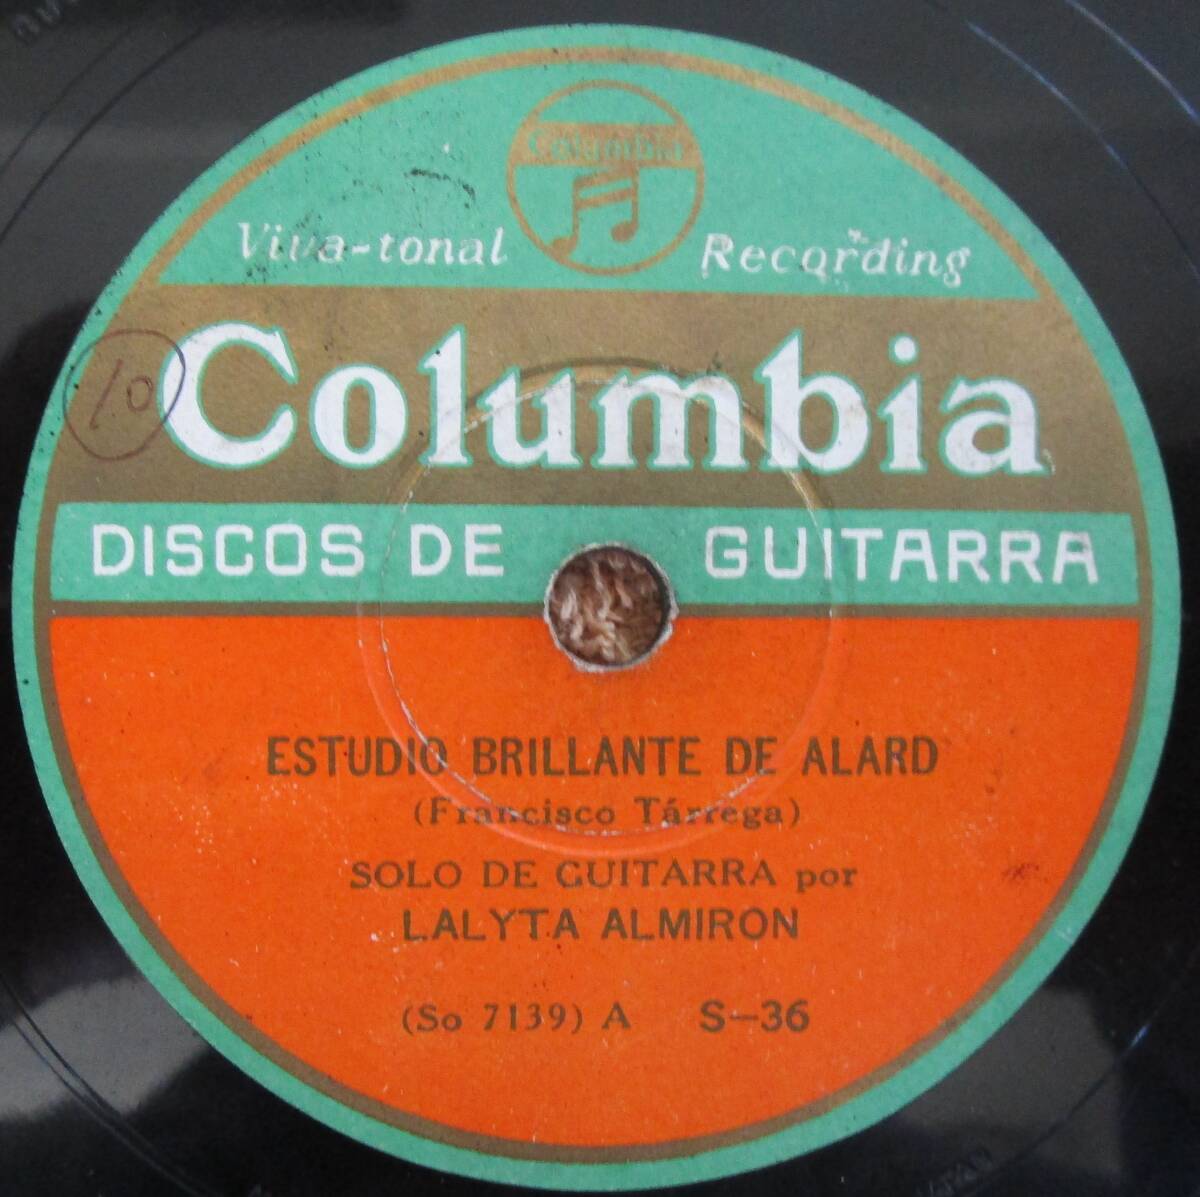 Columbia
Viva-tonal Recording
Columbia
10
DISCOS DE GUITARRA
ESTUDIO BRILLANTE DE ALARD
(Francisco Tárrega)
SOLO DE GUITARRA por
LALYTA ALMIRON
(So 7139) A S-36